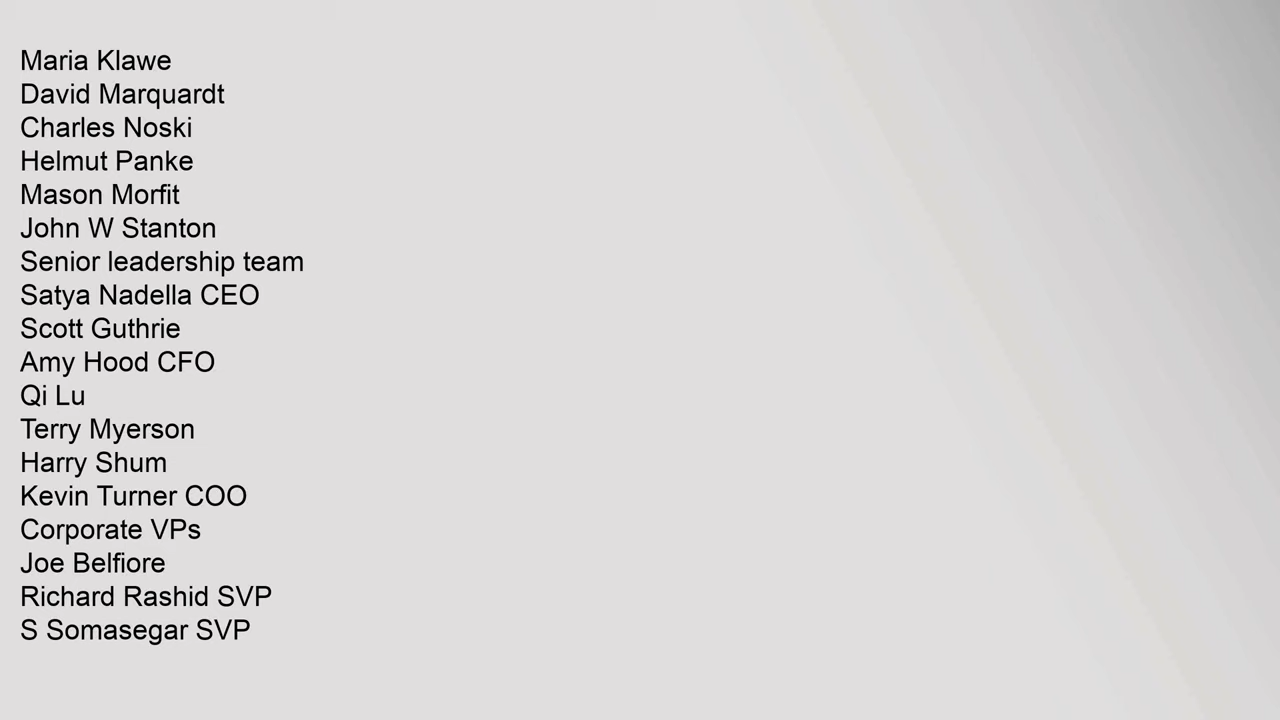 Maria Klawe
David Marquardt
Charles Noski
Helmut Panke
Mason Morfit
John W Stanton
Senior leadership team
Satya Nadella CEO
Scott Guthrie
Amy Hood CFO
Qi Lu
Terry Myerson
Harry Shum
Kevin Turner COO
Corporate VPs
Joe Belfiore
Richard Rashid SVP
S Somasegar SVP